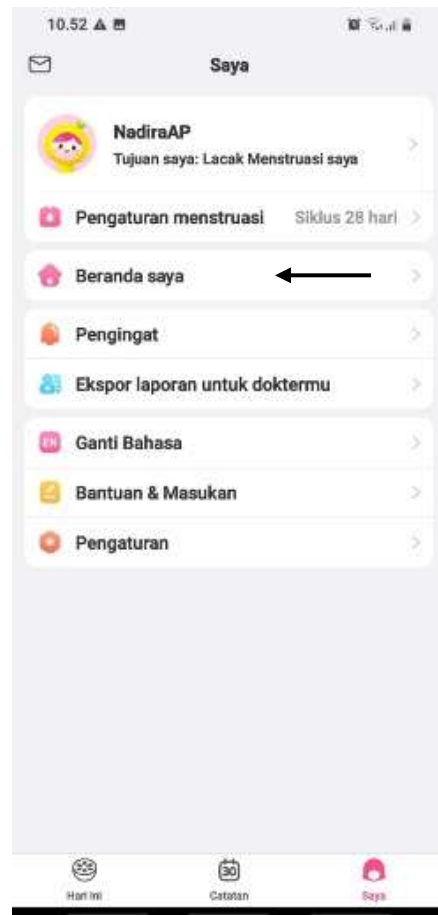 10.52
Saya
NadiraAP
Tujuan saya: Lacak Menstruasi saya
Pengaturan menstruasi Siklus 28 hari
Beranda saya
Pengingat
Ekspor laporan untuk doktermu
EN Ganti Bahasa
Bantuan & Masukan
Pengaturan
30
Hari Ini Catatan Saya